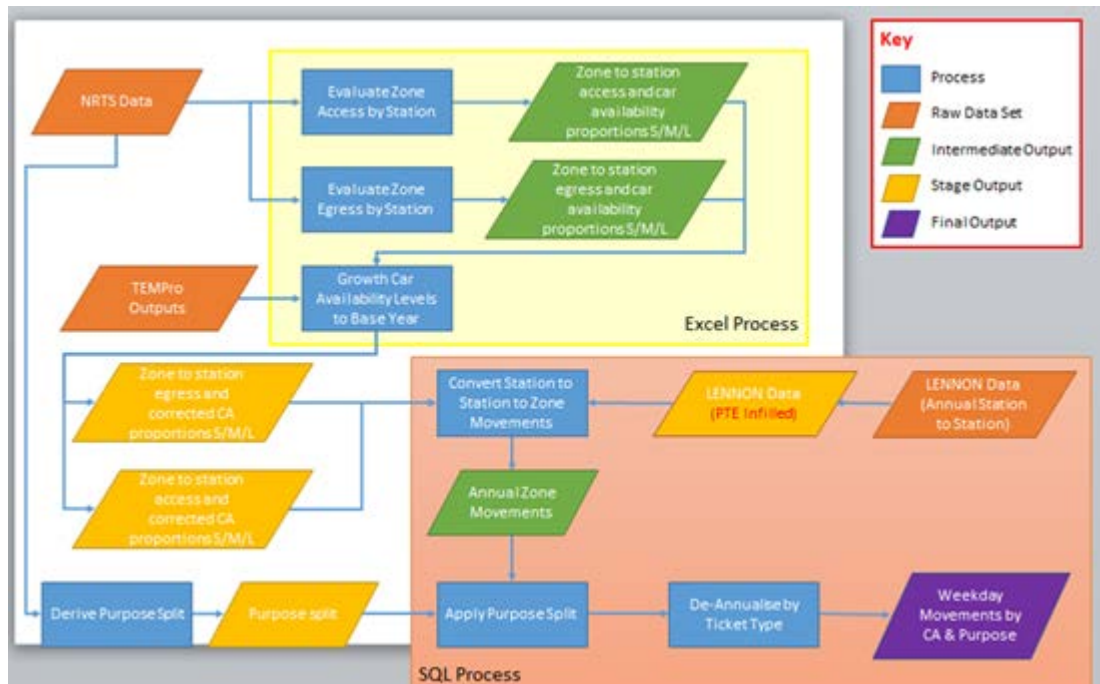 Key
Process
Raw Data Set
Intermediate Output
Stage Output
Final Output
NRTS Data
Evaluate Zone
Access by Station
Zone to station
access and car
availability
proportions S/M/L
Evaluate Zone
Egress by Station
Zone to station
egress and car
availability
proportions S/M/L
TEMPro
Outputs
Growth Car
Availability Levels
to Base Year
Excel Process
Zone to station
egress and
corrected CA
proportions S/M/L
Convert Station to
Station to Zone
Movements
LENNON Data
(PTE Infilled)
LENNON Data
(Annual Station
to Station)
Zone to station
access and
corrected CA
proportions S/M/L
Annual Zone
Movements
Derive Purpose Split
Purpose split
Apply Purpose Split
De-Annualise by
Ticket Type
Weekday
Movements by
CA & Purpose
SQL Process